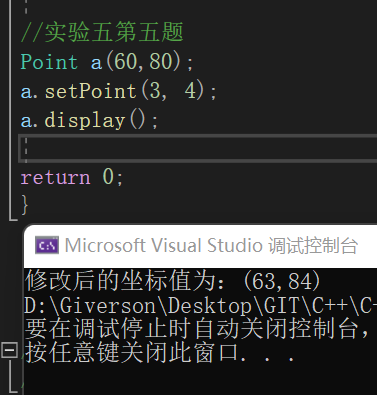 //实验五第五题
Point a(60,80);
a.setPoint(3, 4);
a.display();
return 0;
}
Microsoft Visual Studio 调试控制台
修改后的坐标值为：(63,84)
D:\Giverson\Desktop\GIT\C++\C
要在调试停止时自动关闭控制台，
按任意键关闭此窗口. . .